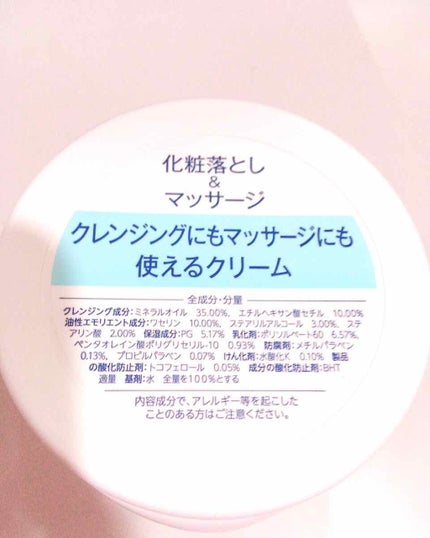 化粧落とし
&
マッサージ
クレンジングにもマッサージにも
使えるクリーム
全成分・分量
クレンジング成分：ミネラルオイル 35.00%、 エチルヘキサン酸セチル 10.00%
油性エモリエント成分：ワセリン 10.00%、 ステアリルアルコール 3.00%、 ステ
アリン酸 2.00% 保湿成分：PG 5.17% 乳化剤：ポリソルベート60 6.57%、
ペンタオレイン酸ポリグリセリル-10 0.93% 防腐剤：メチルパラベン
0.13%、 プロピルパラベン 0.07% けん化剤：水酸化K 0.10% 製品
の酸化防止剤：トコフェロール 0.05% 成分の酸化防止剤：BHT
適量 基剤：水 全量を100%とする
内容成分で、アレルギー等を起こした
ことのある方はご注意ください。